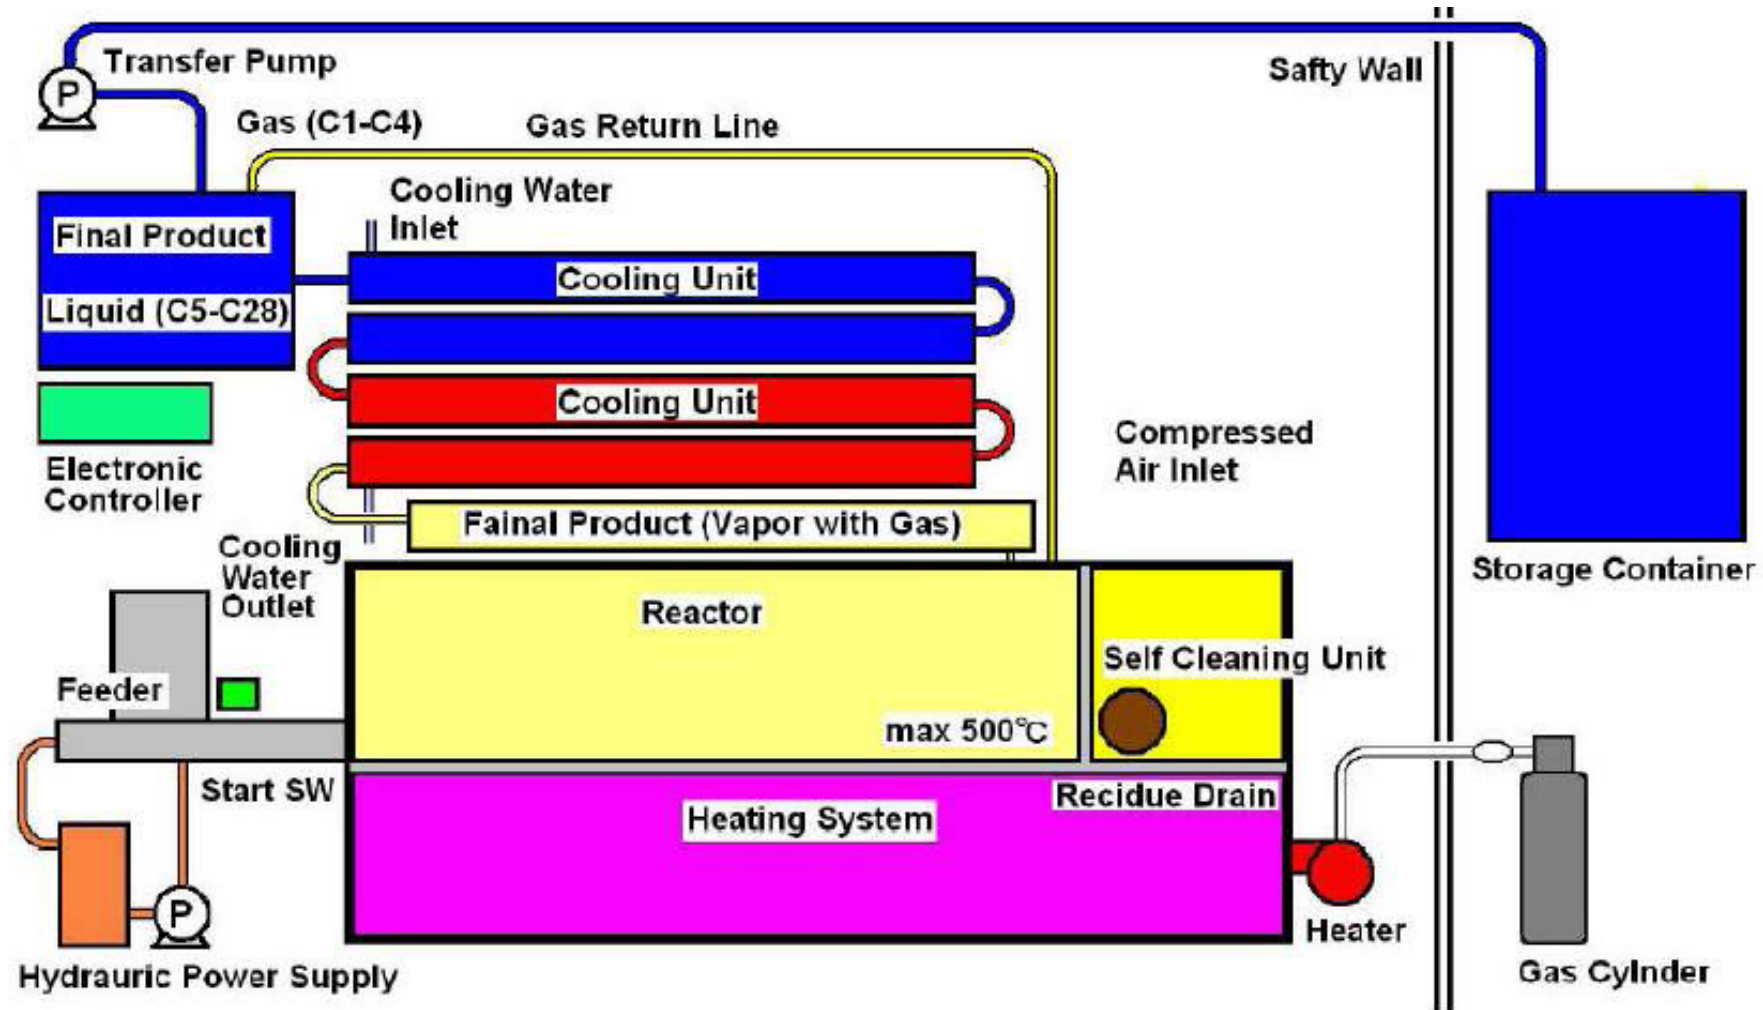 Transfer Pump
P
Safty Wall
Gas (C1-C4)
Gas Return Line
Cooling Water
Inlet
Final Product
Liquid (C5-C28)
Cooling Unit
Cooling Unit
Electronic
Controller
Compressed
Air Inlet
Fainal Product (Vapor with Gas)
Cooling
Water
Outlet
Storage Container
Reactor
Self Cleaning Unit
Feeder
max 500℃
Start SW
Recidue Drain
Heating System
P
Heater
Hydrauric Power Supply
Gas Cylnder